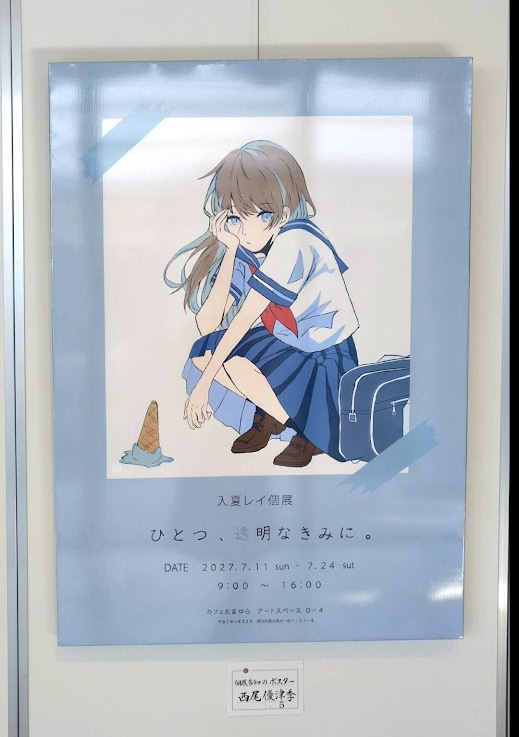 入夏レイ個展
ひとつ、透明なきみに。
DATE 2027.7.11 sun - 7.24 sut
9:00 ～ 16:00
カフェたまゆら アートスペース D-4
個展告知のポスター
西尾優津季